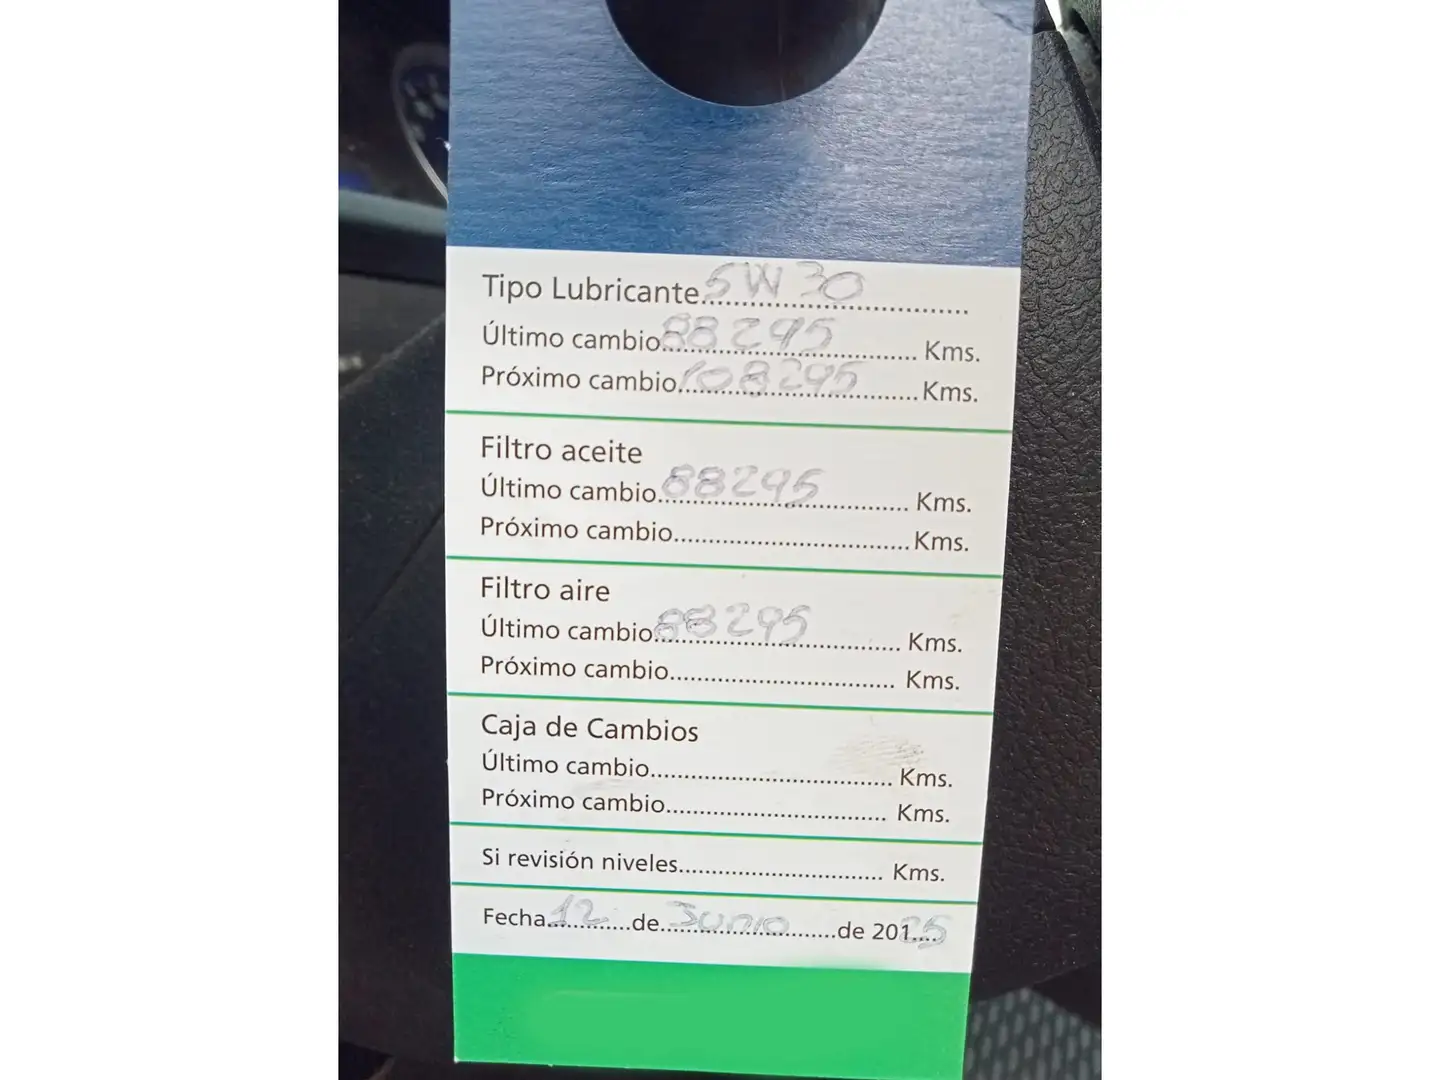 Tipo Lubricante 5W30
Último cambio 88295 Kms.
Próximo cambio 108295 Kms.
Filtro aceite
Último cambio 88295 Kms.
Próximo cambio Kms.
Filtro aire
Último cambio 88295 Kms.
Próximo cambio Kms.
Caja de Cambios
Último cambio Kms.
Próximo cambio Kms.
Si revisión niveles Kms.
Fecha 12 de Junio de 20125